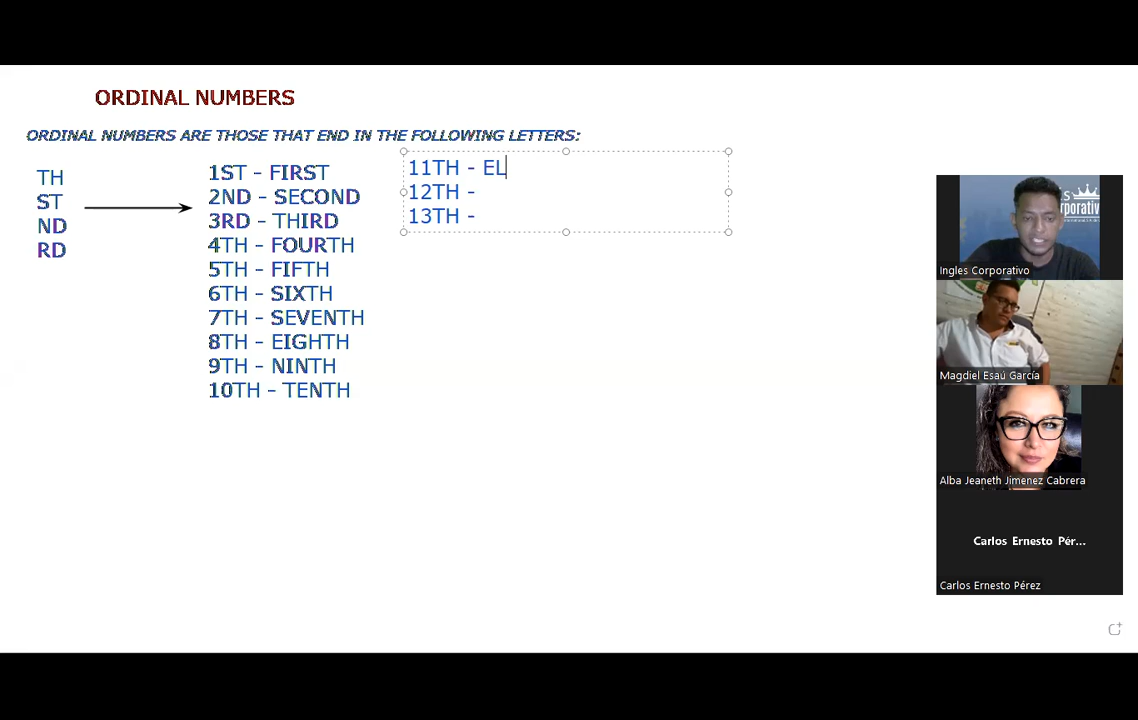 ORDINAL NUMBERS
ORDINAL NUMBERS ARE THOSE THAT END IN THE FOLLOWING LETTERS:
TH
ST
ND
RD
1ST - FIRST
2ND - SECOND
3RD - THIRD
4TH - FOURTH
5TH - FIFTH
6TH - SIXTH
7TH - SEVENTH
8TH - EIGHTH
9TH - NINTH
10TH - TENTH
11TH - EL
12TH -
13TH -
Ingles Corporativo
Magdiel Esaú García
Alba Jeaneth Jimenez Cabrera
Carlos Ernesto Pér...
Carlos Ernesto Pérez